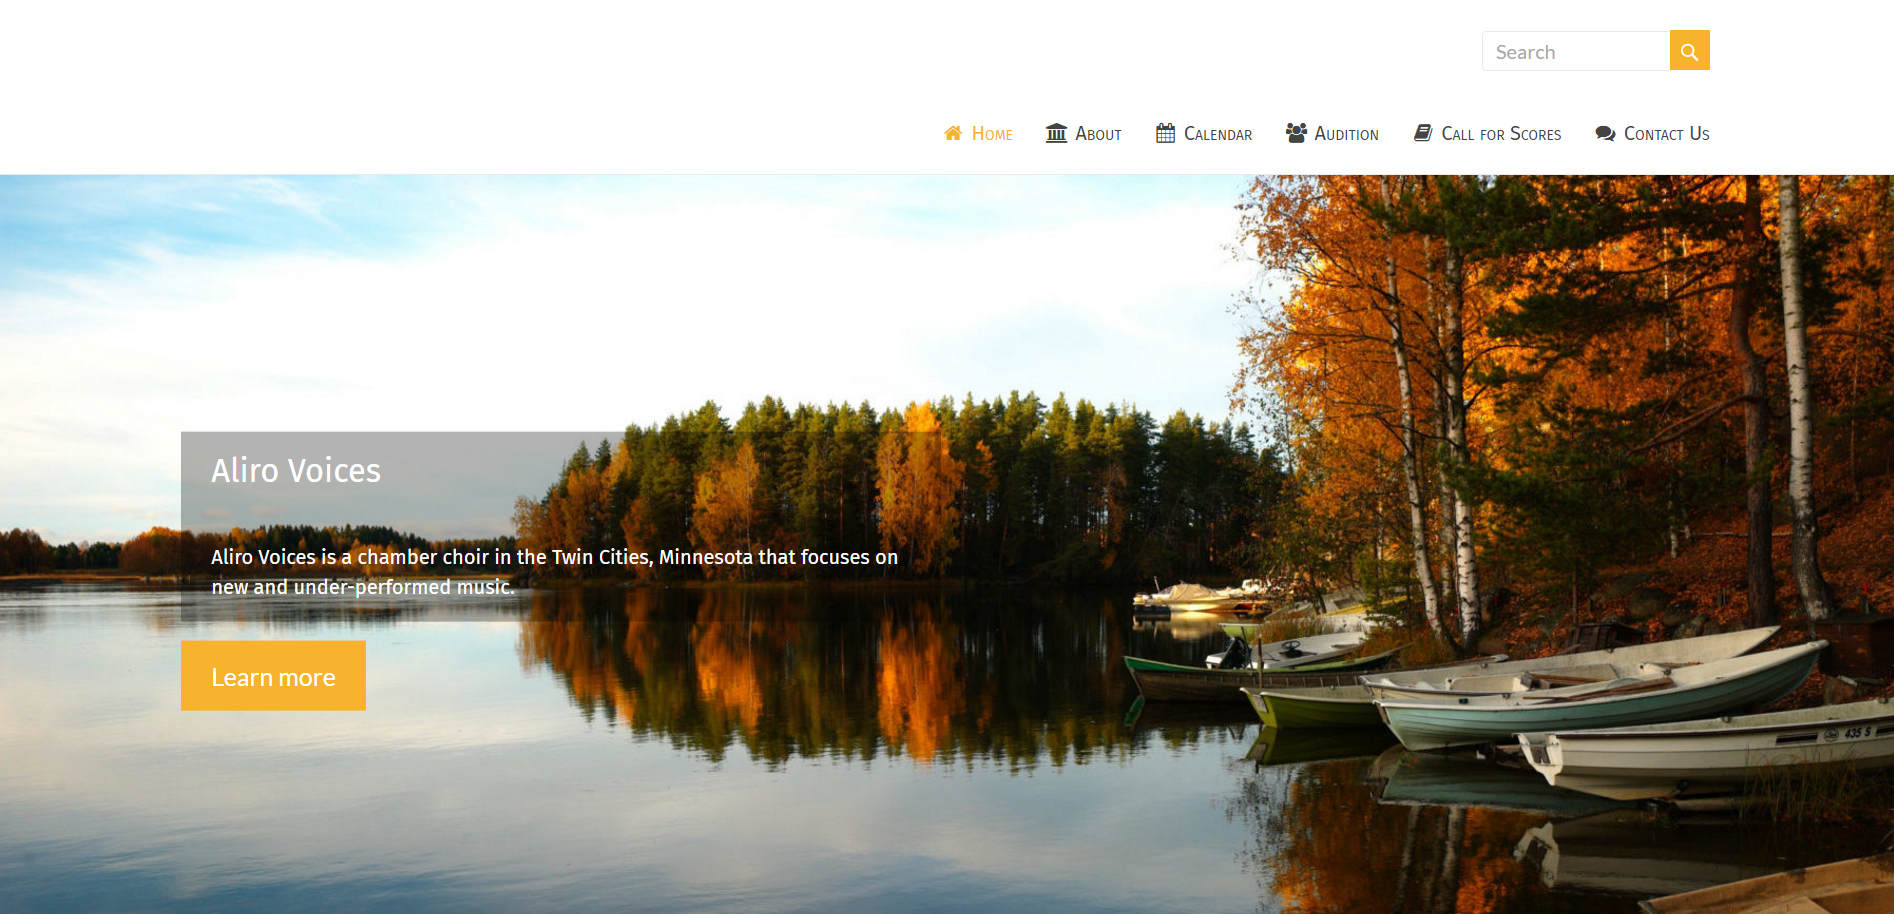 Search
Home About Calendar Audition Call for Scores Contact Us
Aliro Voices
Aliro Voices is a chamber choir in the Twin Cities, Minnesota that focuses on
new and under-performed music.
Learn more
435 S